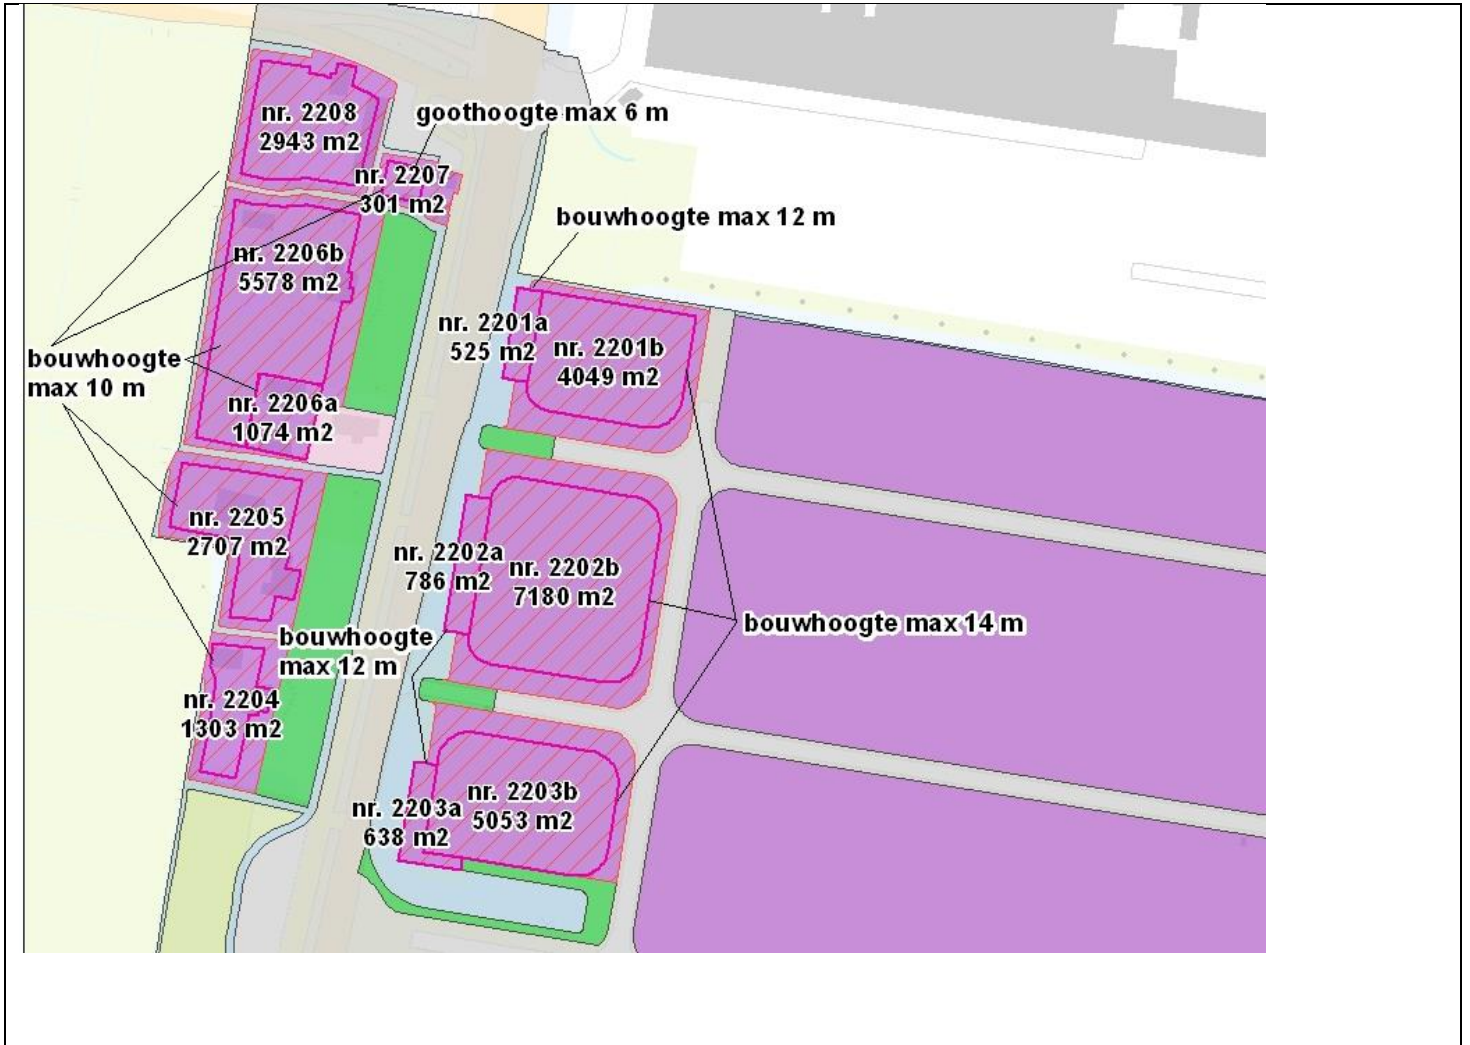 nr. 2208
2943 m2
goothoogte max 6 m
nr. 2207
301 m2
bouwhoogte max 12 m
nr. 2206b
5578 m2
nr. 2201a
525 m2
nr. 2201b
4049 m2
bouwhoogte
max 10 m
nr. 2206a
1074 m2
nr. 2205
2707 m2
nr. 2202a
786 m2
nr. 2202b
7180 m2
bouwhoogte max 14 m
bouwhoogte
max 12 m
nr. 2204
1303 m2
nr. 2203a
638 m2
nr. 2203b
5053 m2